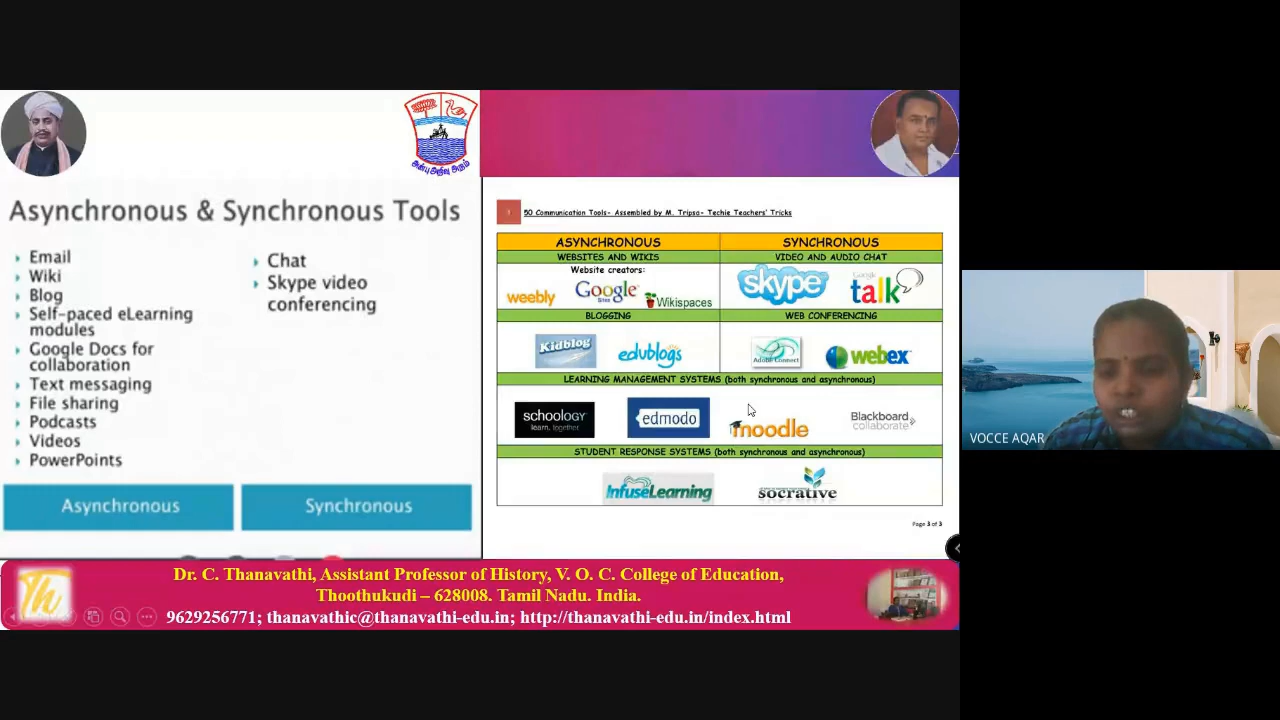 அன்பு அறிவு அருள்
Asynchronous & Synchronous Tools
Email
Wiki
Blog
Self-paced eLearning
modules
Google Docs for
collaboration
Text messaging
File sharing
Podcasts
Videos
PowerPoints
Chat
Skype video
conferencing
Asynchronous
Synchronous
50 Communication Tools- Assembled by M. Tripsa- Techie Teachers' Tricks
ASYNCHRONOUS
SYNCHRONOUS
WEBSITES AND WIKIS
VIDEO AND AUDIO CHAT
Website creators:
weebly
Google
Sites
Wikispaces
skype
Google
talk
BLOGGING
WEB CONFERENCING
Kidblog
edublogs
Adobe Connect
webex
LEARNING MANAGEMENT SYSTEMS (both synchronous and asynchronous)
schoology
learn. together
edmodo
moodle
Blackboard
collaborate
STUDENT RESPONSE SYSTEMS (both synchronous and asynchronous)
InfuseLearning
socrative
Page 3 of 3
Th
Dr. C. Thanavathi, Assistant Professor of History, V. O. C. College of Education,
Thoothukudi – 628008. Tamil Nadu. India.
9629256771; thanavathic@thanavathi-edu.in; http://thanavathi-edu.in/index.html
VOCCE AQAR